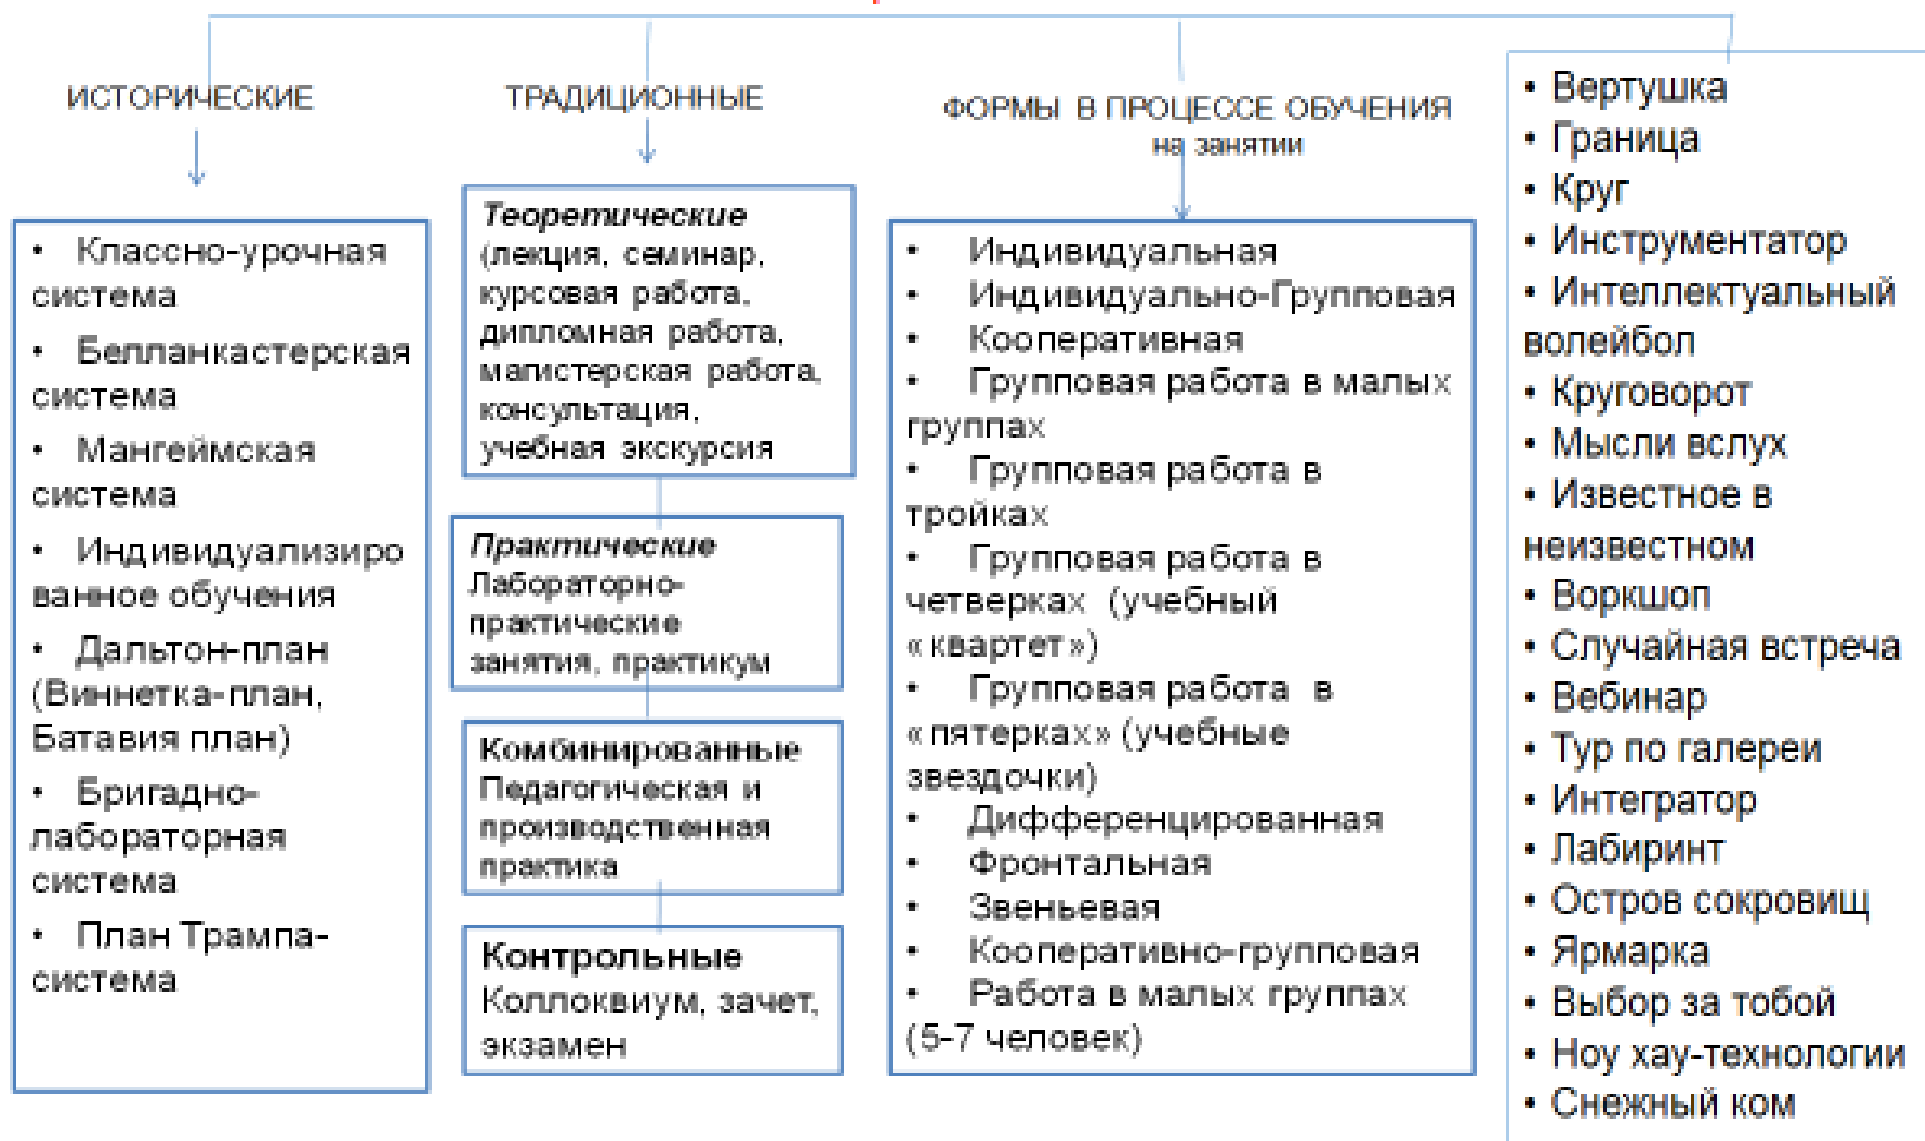 ИСТОРИЧЕСКИЕ
• Классно-урочная
система
• Белланкастерская
система
• Мангеймская
система
• Индивидуализиро
ванное обучения
• Дальтон-план
(Виннетка-план,
Батавия план)
• Бригадно-
лабораторная
система
• План Трампа-
система
ТРАДИЦИОННЫЕ
Теоретические
(лекция, семинар,
курсовая работа,
дипломная работа,
магистерская работа,
консультация,
учебная экскурсия
Практические
Лабораторно-
практические
занятия, практикум
Комбинированные
Педагогическая и
производственная
практика
Контрольные
Коллоквиум, зачет,
экзамен
ФОРМЫ В ПРОЦЕССЕ ОБУЧЕНИЯ
на занятии
• Индивидуальная
• Индивидуально-Групповая
• Кооперативная
• Групповая работа в малых
группах
• Групповая работа в
тройках
• Групповая работа в
четверках (учебный
«квартет»)
• Групповая работа в
«пятерках» (учебные
звездочки)
• Дифференцированная
• Фронтальная
• Звеньевая
• Кооперативно-групповая
• Работа в малых группах
(5-7 человек)
• Вертушка
• Граница
• Круг
• Инструментатор
• Интеллектуальный
волейбол
• Круговорот
• Мысли вслух
• Известное в
неизвестном
• Воркшоп
• Случайная встреча
• Вебинар
• Тур по галереи
• Интегратор
• Лабиринт
• Остров сокровищ
• Ярмарка
• Выбор за тобой
• Ноу хау-технологии
• Снежный ком